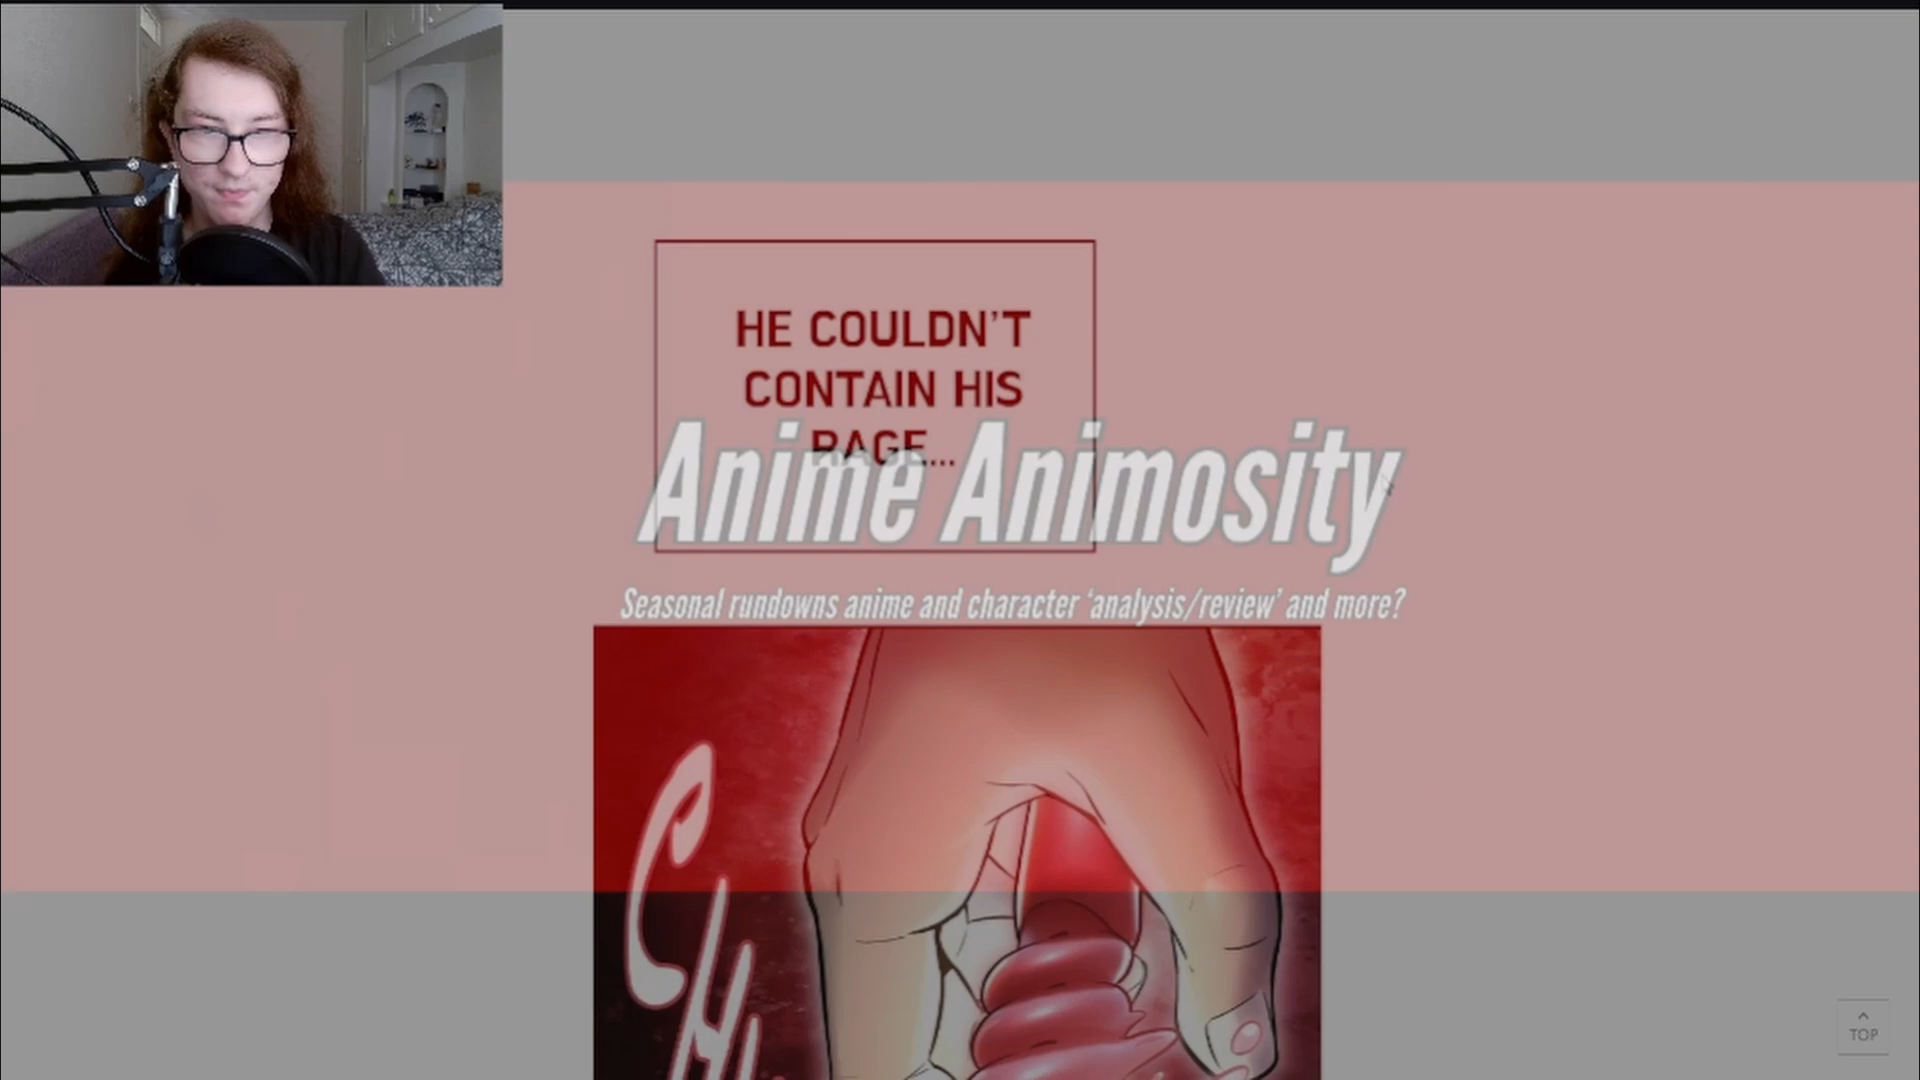 HE COULDN'T
CONTAIN HIS
RAGE...
Anime Animosity
Seasonal rundowns anime and character 'analysis/review' and more?
TOP